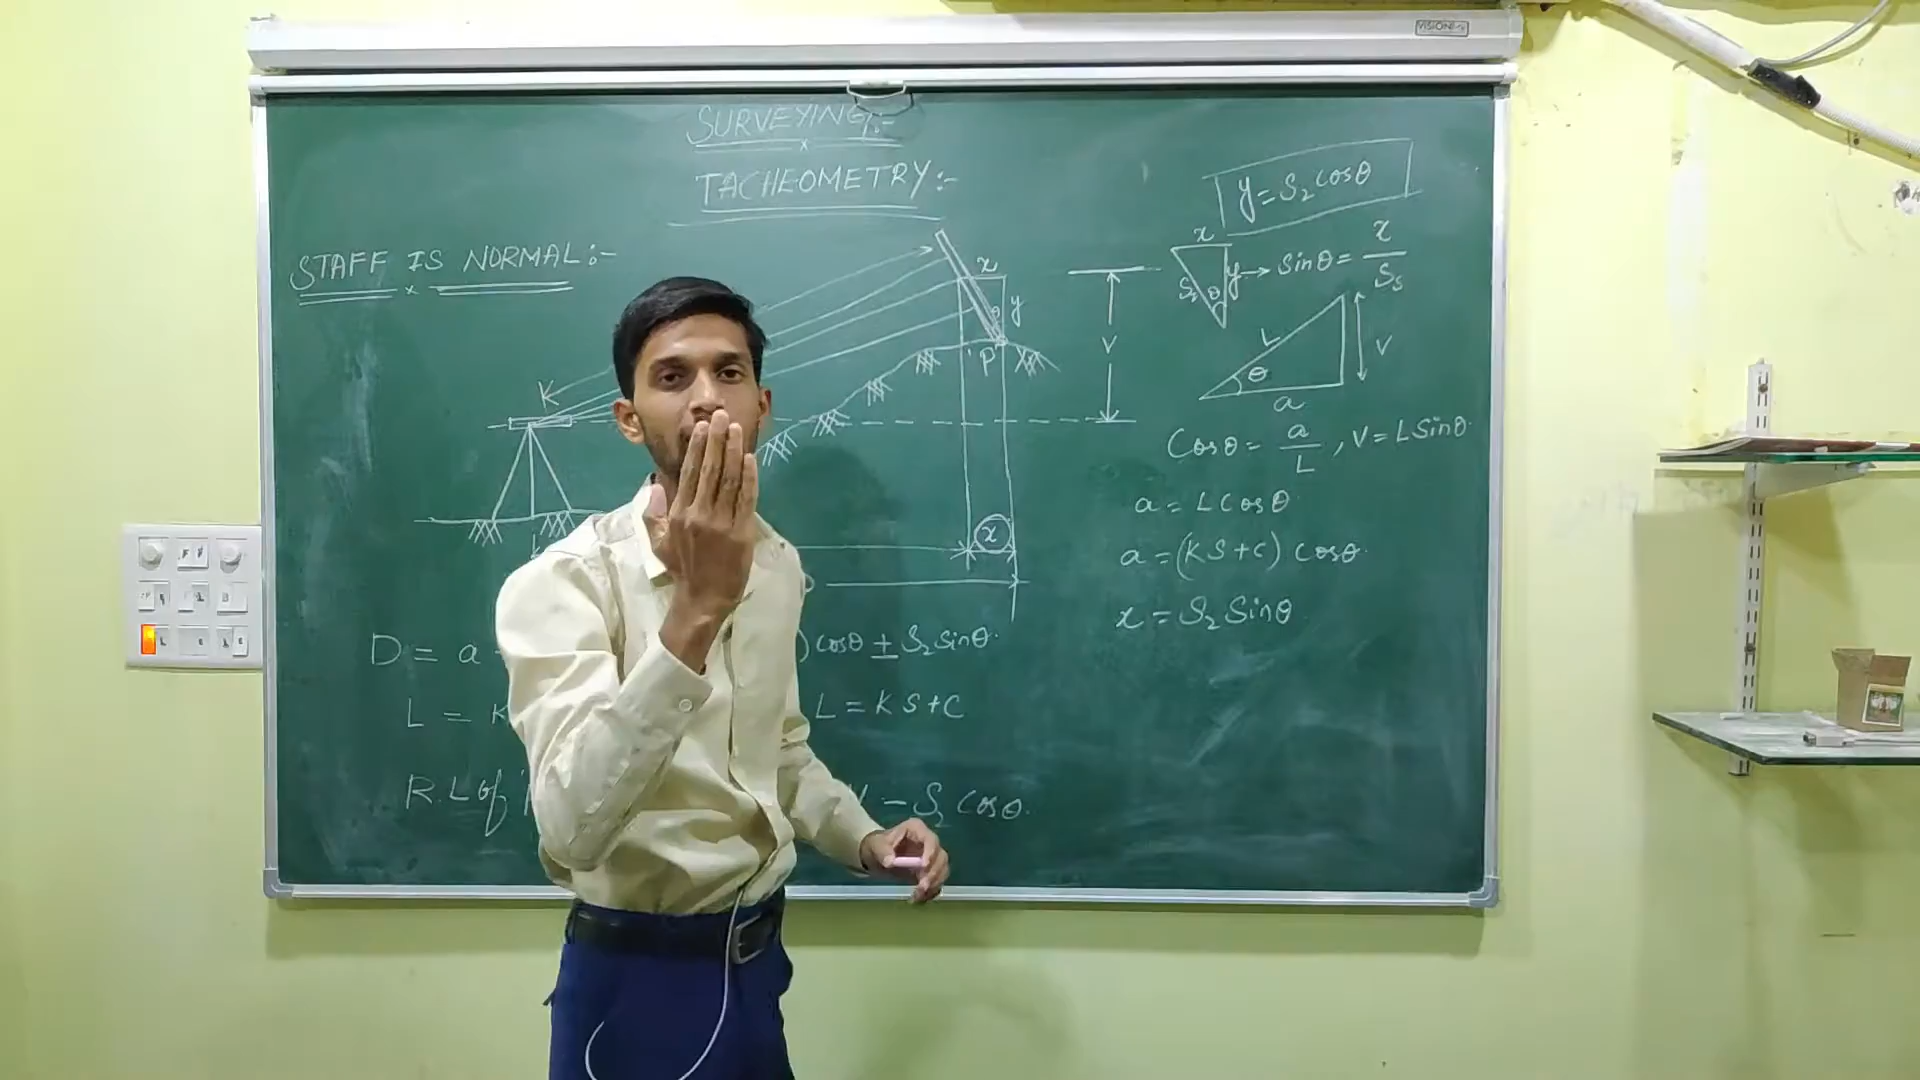 VISION
SURVEYING:-
TACHEOMETRY:-
STAFF IS NORMAL:-
K
x
y
θ
P
V
x
D = a
) cosθ ± S₂ sinθ
L = K
L = KS+C
R.L of
- S₂ cosθ
y = S₂ cosθ
x
S₂ θ y → sinθ = x / Sₛ
L
θ
V
a
Cosθ = a / L , V = L Sinθ
a = L Cosθ
a = (KS+C) cosθ
x = S₂ Sinθ